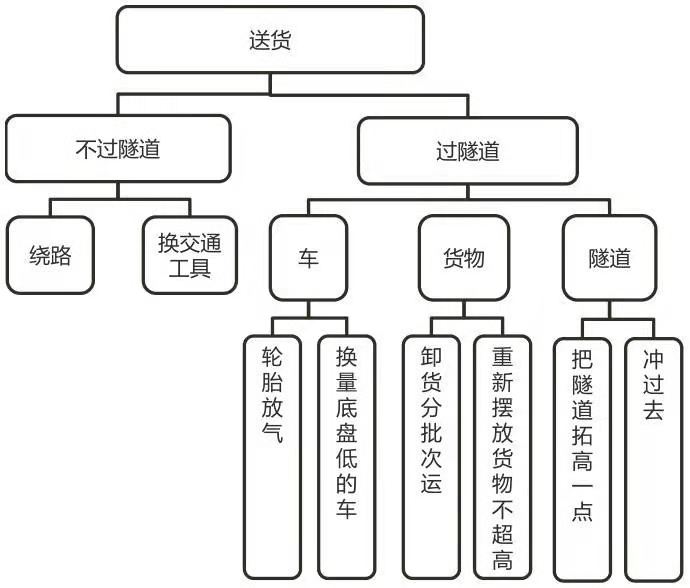 送货
不过隧道
过隧道
绕路
换交通
工具
车
货物
隧道
轮胎放气
换量底盘低的车
卸货分批次运
重新摆放货物不超高
把隧道拓高一点
冲过去